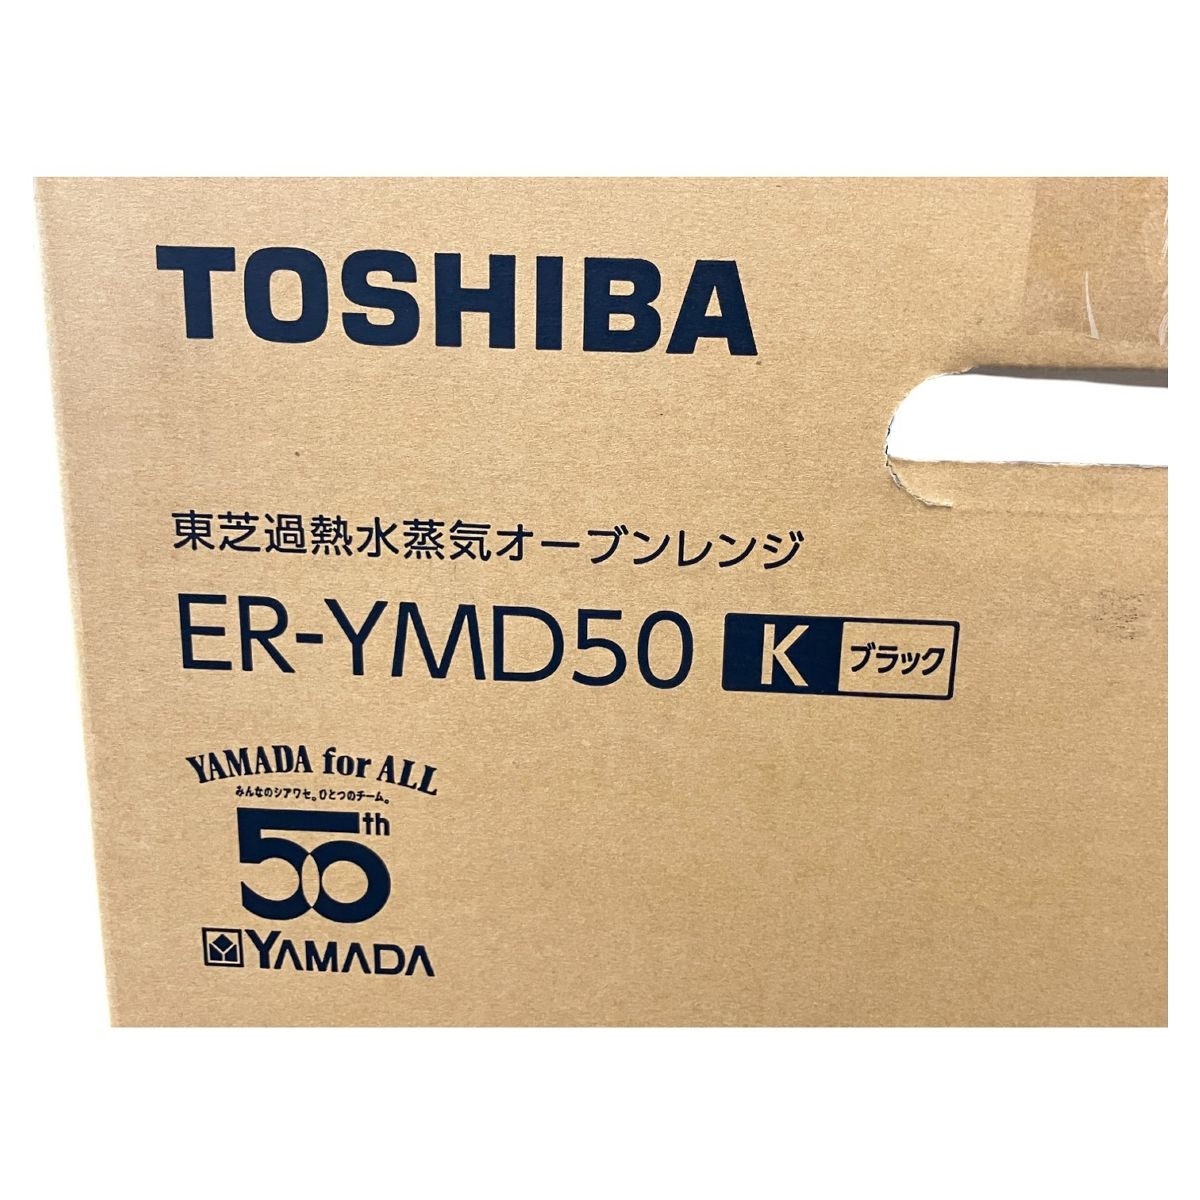 TOSHIBA
東芝過熱水蒸気オーブンレンジ
ER-YMD50 K ブラック
YAMADA for ALL
みんなのシアワセ。ひとつのチーム。
50th
YAMADA